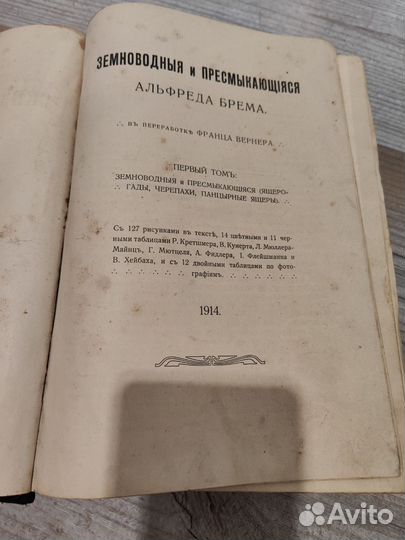 ЗЕМНОВОДНЫЯ и ПРЕСМЫКАЮЩІЯСЯ
АЛЬФРЕДА БРЕМА.
ВЪ ПЕРЕРАБОТКѢ ФРАНЦА ВЕРНЕРА.
ПЕРВЫЙ ТОМЪ:
ЗЕМНОВОДНЫЯ и ПРЕСМЫКАЮЩІЯСЯ (ЯЩЕРО-
ГАДЫ, ЧЕРЕПАХИ, ПАНЦЫРНЫЕ ЯЩЕРЫ).
Съ 127 рисунками въ текстѣ, 14 цвѣтными и 11 чер-
ными таблицами Р. Кретшмера, В. Кунерта, Л. Мюллера-
Майнцъ, Г. Мютцеля, А. Фидлера, І. Флейшманна и
В. Хейбаха, и съ 12 двойными таблицами по фото-
графіямъ.
1914.
Avito